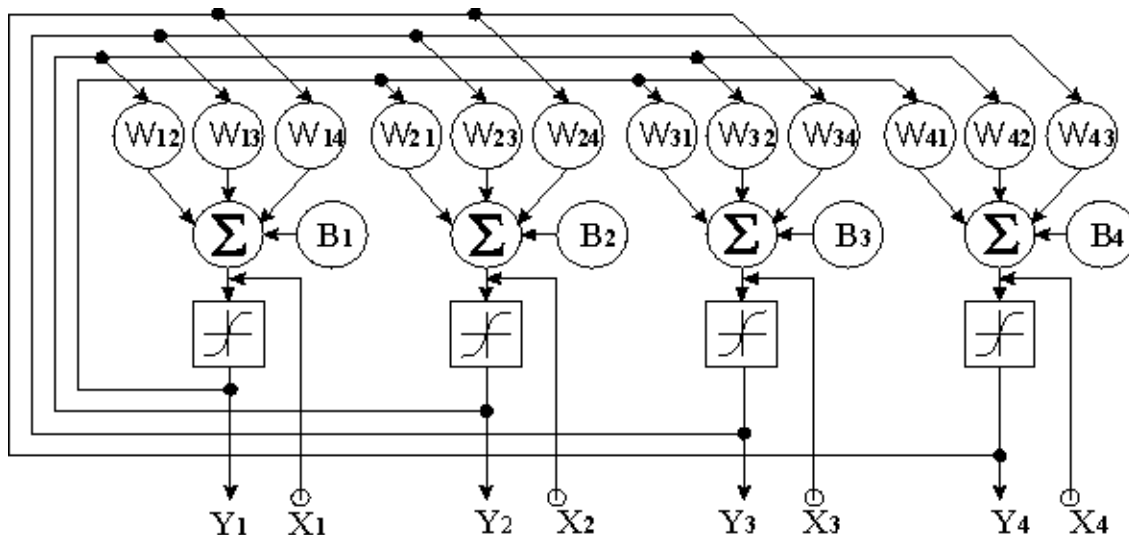 W12 W13 W14 W21 W23 W24 W31 W32 W34 W41 W42 W43
Σ B1 Σ B2 Σ B3 Σ B4
Y1 X1 Y2 X2 Y3 X3 Y4 X4